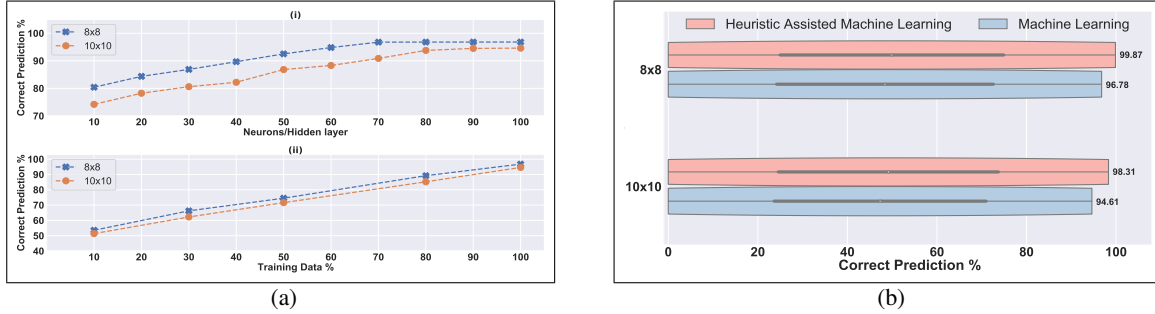 (i)
Correct Prediction %
100
90
80
70
8x8
10x10
10 20 30 40 50 60 70 80 90 100
Neurons/Hidden layer
(ii)
Correct Prediction %
100
90
80
70
60
50
40
8x8
10x10
10 20 30 40 50 60 70 80 90 100
Training Data %
(a)
Heuristic Assisted Machine Learning Machine Learning
8x8
99.87
96.78
10x10
98.31
94.61
0 20 40 60 80 100
Correct Prediction %
(b)